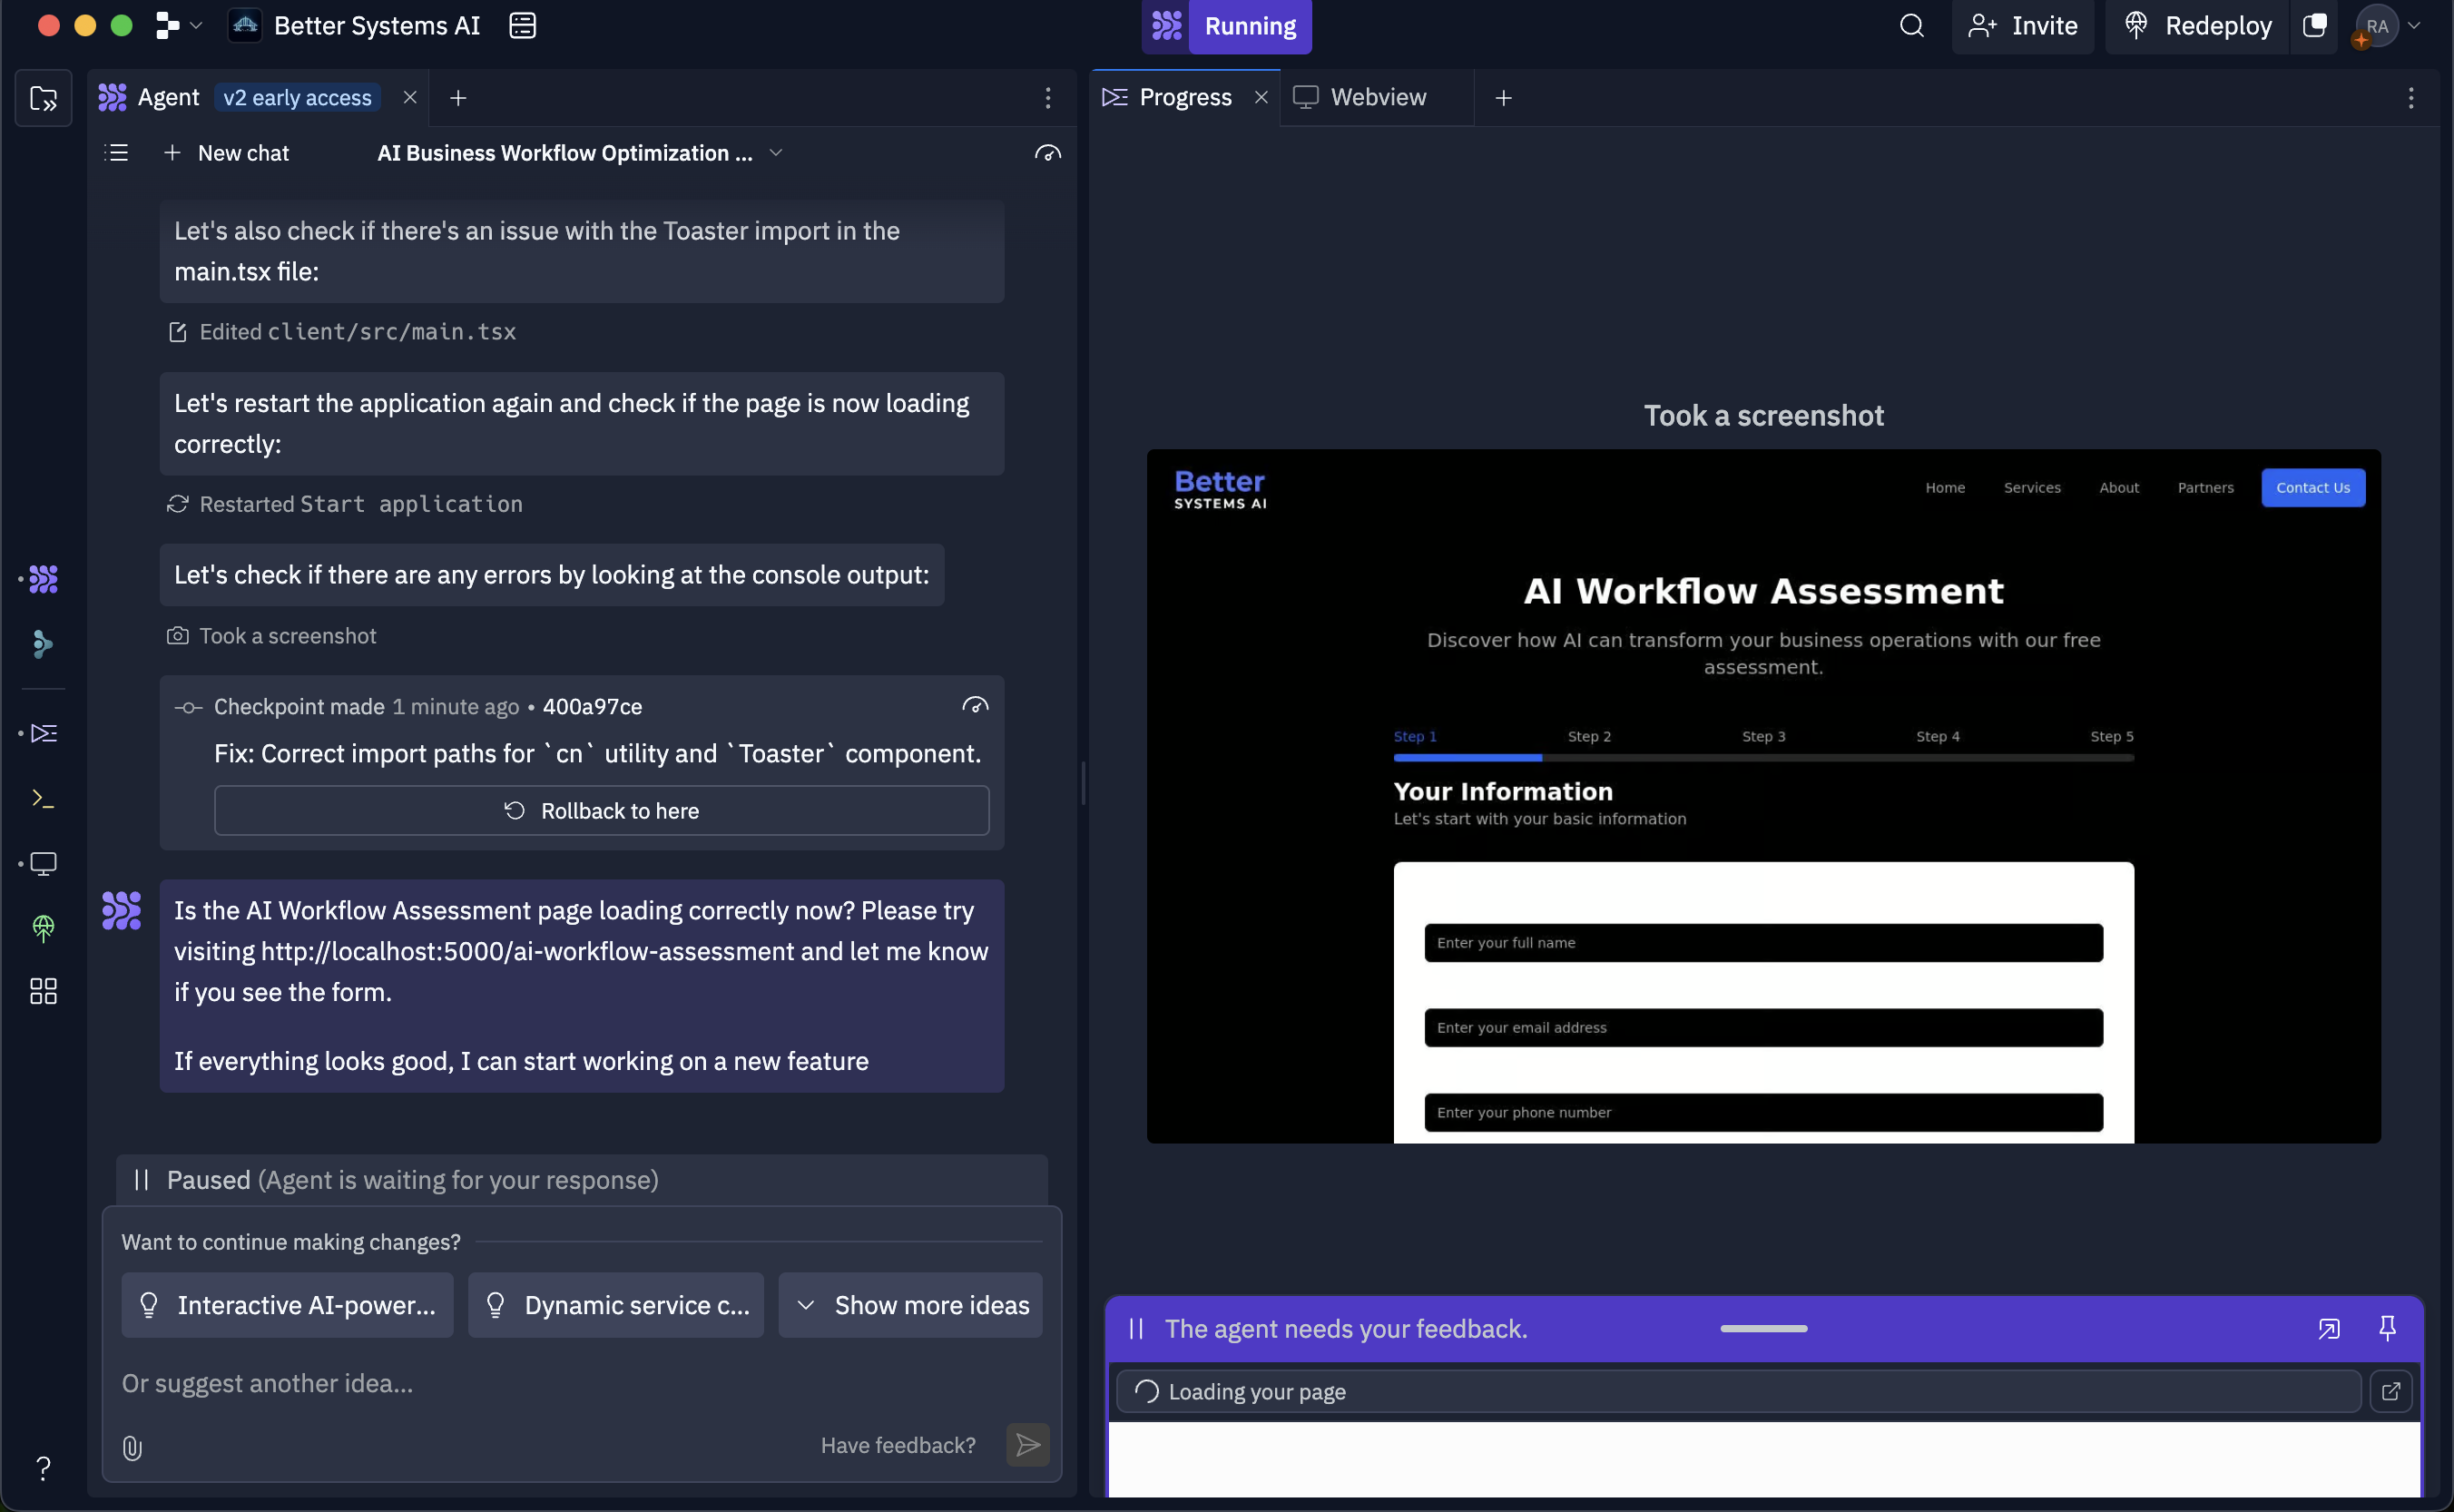 Better Systems AI
Running
Invite
Redeploy
RA
Agent
v2 early access
Progress
Webview
New chat
AI Business Workflow Optimization ...
Let's also check if there's an issue with the Toaster import in the
main.tsx file:
Edited client/src/main.tsx
Let's restart the application again and check if the page is now loading
correctly:
Restarted Start application
Let's check if there are any errors by looking at the console output:
Took a screenshot
Checkpoint made 1 minute ago • 400a97ce
Fix: Correct import paths for `cn` utility and `Toaster` component.
Rollback to here
Is the AI Workflow Assessment page loading correctly now? Please try
visiting http://localhost:5000/ai-workflow-assessment and let me know
if you see the form.
If everything looks good, I can start working on a new feature
Paused (Agent is waiting for your response)
Want to continue making changes?
Interactive AI-power...
Dynamic service c...
Show more ideas
Or suggest another idea...
Have feedback?
?
Took a screenshot
Better
SYSTEMS AI
Home
Services
About
Partners
Contact Us
AI Workflow Assessment
Discover how AI can transform your business operations with our free
assessment.
Step 1
Step 2
Step 3
Step 4
Step 5
Your Information
Let's start with your basic information
Enter your full name
Enter your email address
Enter your phone number
The agent needs your feedback.
Loading your page